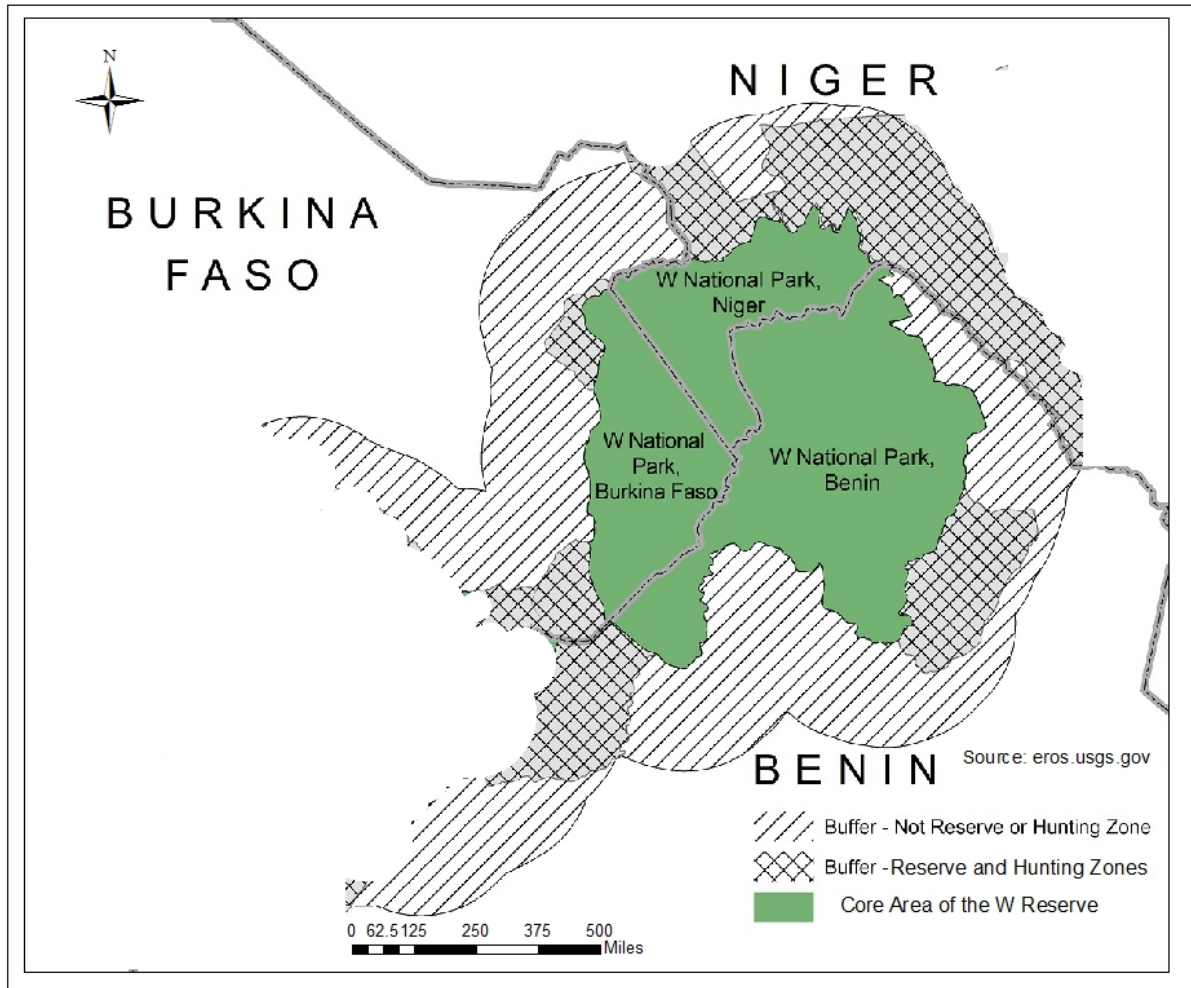 N
NIGER
BURKINA
FASO
W National Park,
Niger
W National
Park,
Burkina Faso
W National Park,
Benin
BENIN
Source: eros.usgs.gov
Buffer - Not Reserve or Hunting Zone
Buffer -Reserve and Hunting Zones
Core Area of the W Reserve
0 62.5 125 250 375 500
Miles